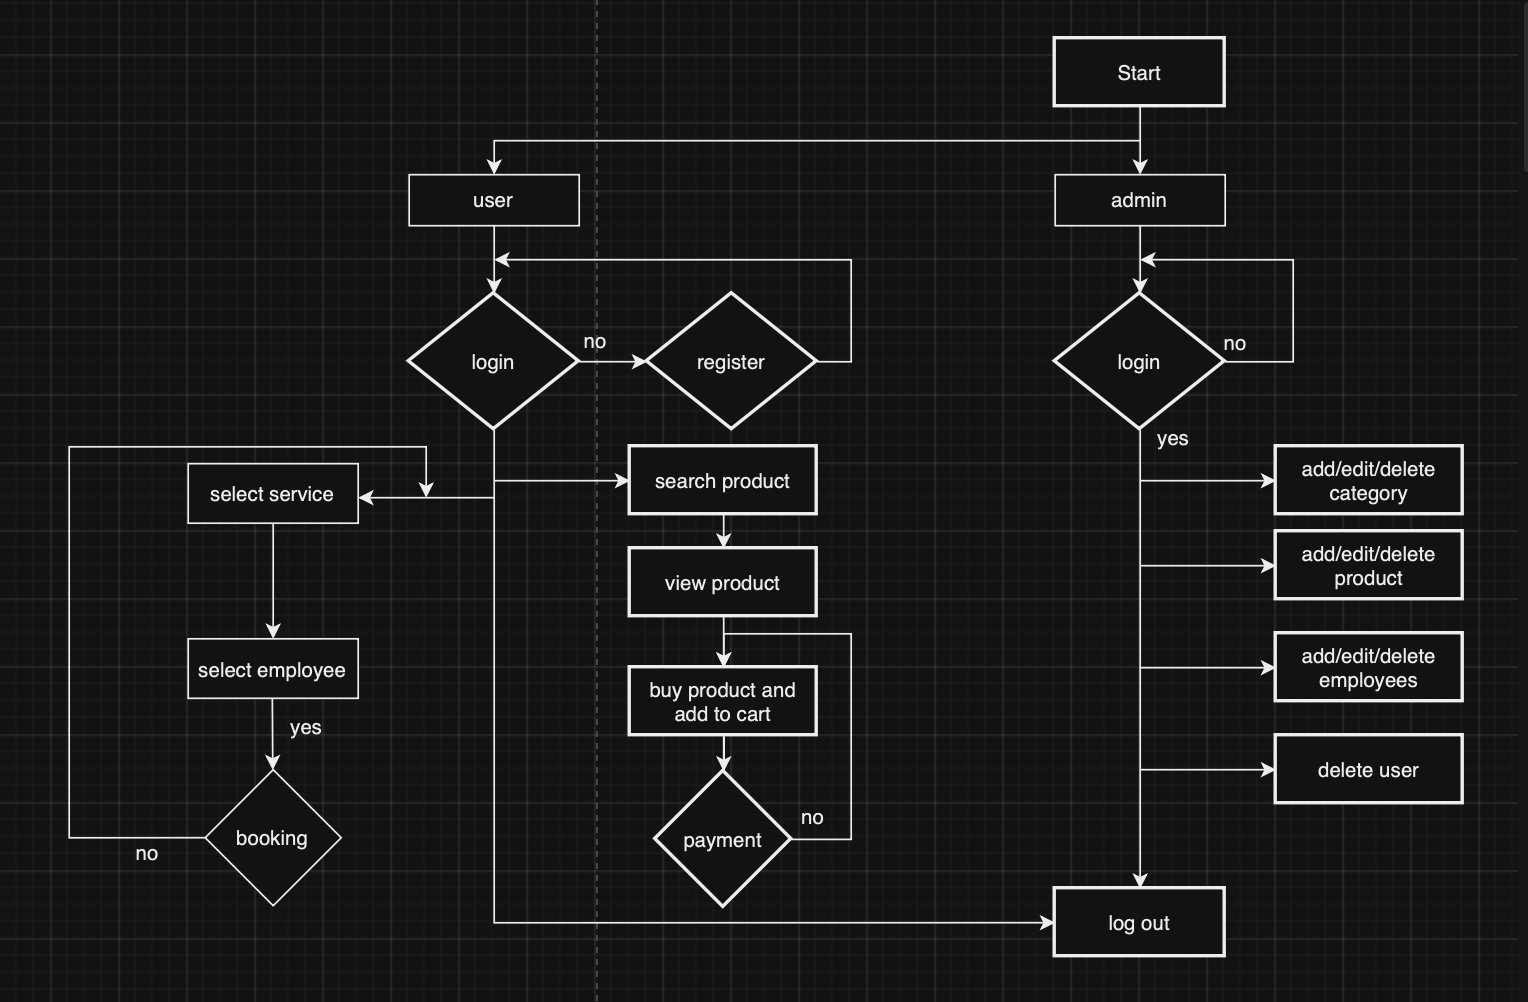 Start
user
admin
login
no
register
login
no
yes
select service
search product
add/edit/delete
category
view product
add/edit/delete
product
select employee
yes
buy product and
add to cart
add/edit/delete
employees
delete user
booking
no
payment
no
log out